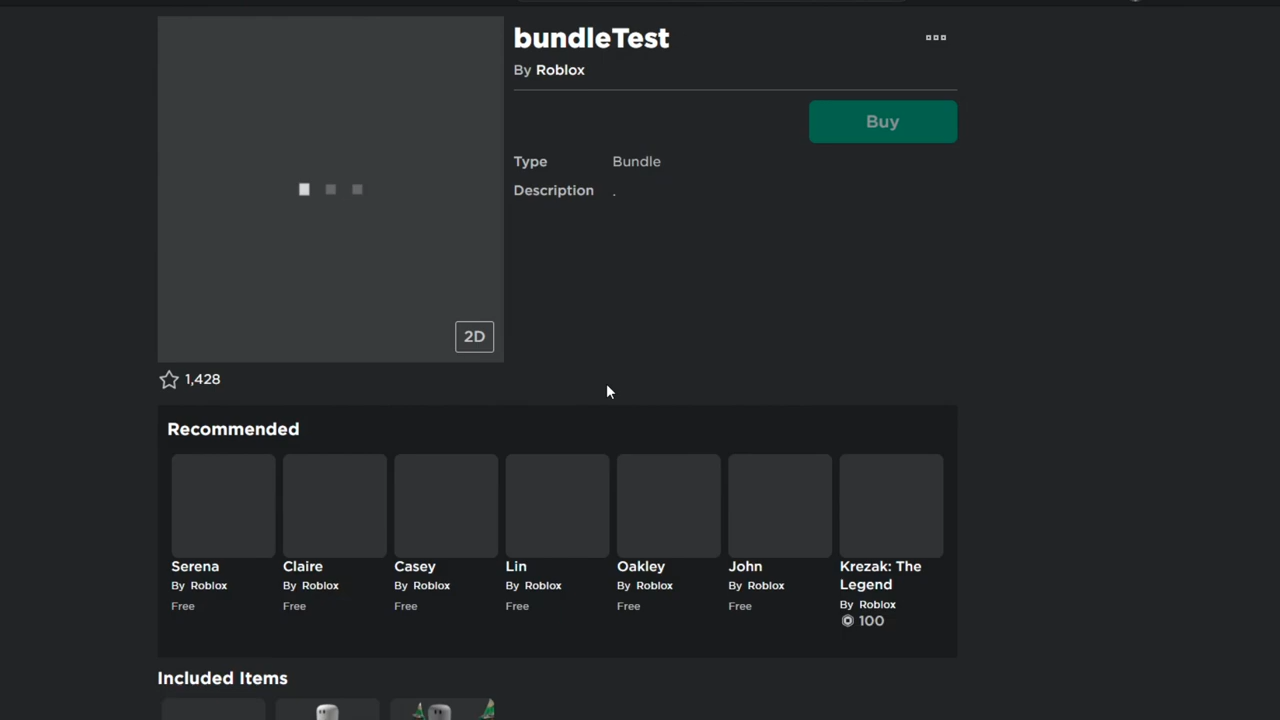 bundleTest
By Roblox
Buy
Type Bundle
Description .
2D
1,428
Recommended
Serena
By Roblox
Free
Claire
By Roblox
Free
Casey
By Roblox
Free
Lin
By Roblox
Free
Oakley
By Roblox
Free
John
By Roblox
Free
Krezak: The
Legend
By Roblox
100
Included Items